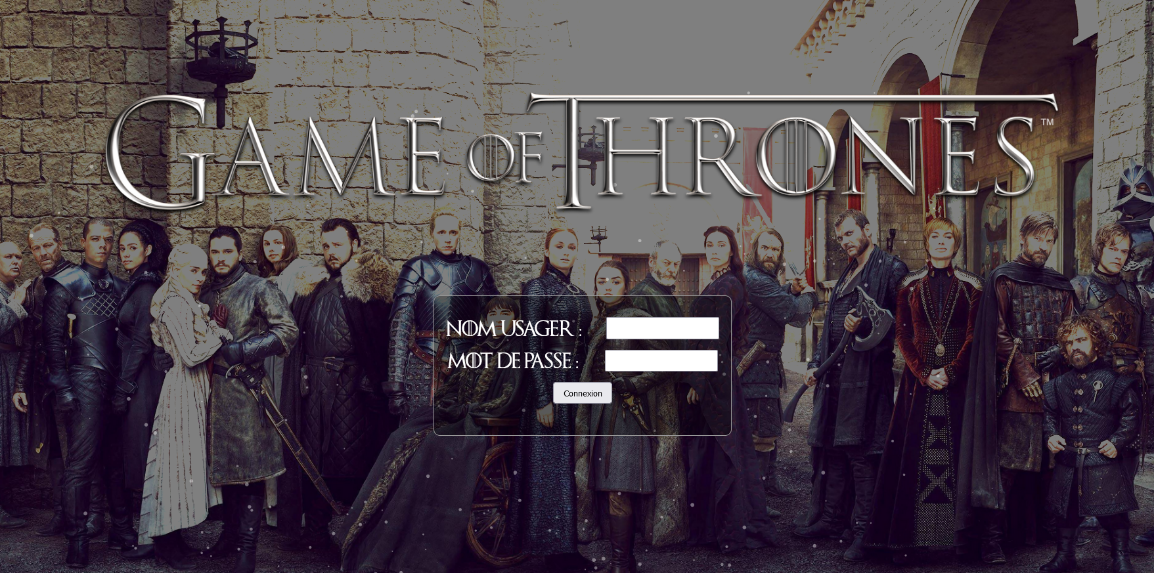 GAME OF THRONES™
NOM USAGER :
MOT DE PASSE :
Connexion